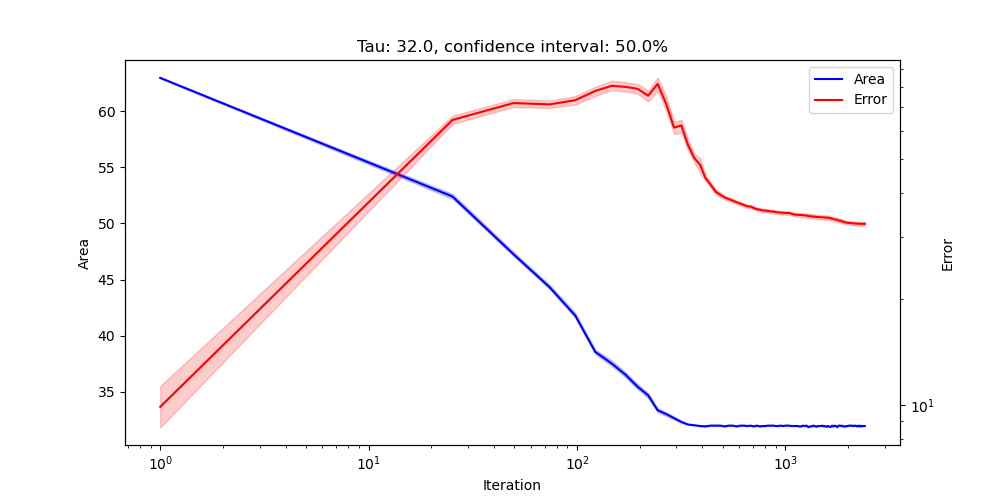 Tau: 32.0, confidence interval: 50.0%
Area
Error
60
55
50
45
40
35
Area
Error
10¹
10⁰
10¹
10²
10³
Iteration